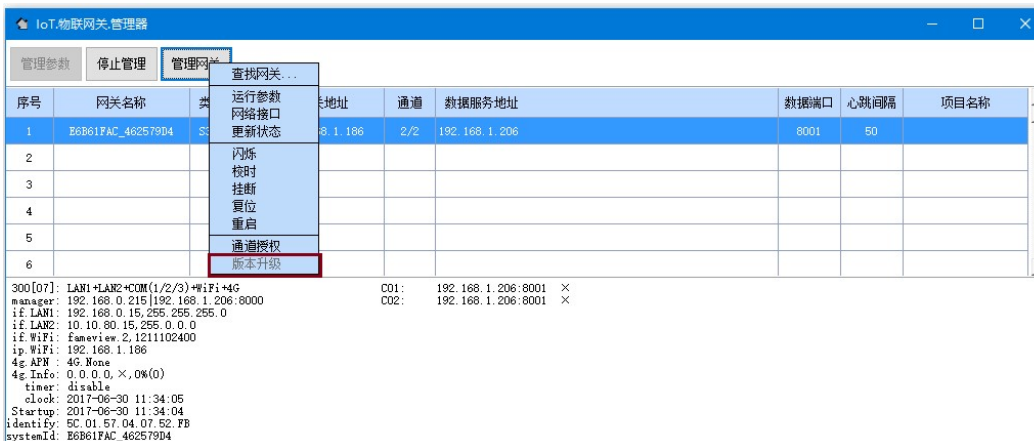 IoT.物联网关.管理器
管理参数 停止管理 管理网关
查找网关...
运行参数
网络接口
更新状态
闪烁
校时
挂断
复位
重启
通道授权
版本升级
序号 网关名称 通道 数据服务地址 数据端口 心跳间隔 项目名称
1 E6B61FAC_462579D4 8.1.186 2/2 192.168.1.206 8001 50
2
3
4
5
6
300[07]: LAN1+LAN2+COM(1/2/3)+WiFi+4G C01: 192.168.1.206:8001 ×
manager: 192.168.0.215|192.168.1.206:8000 C02: 192.168.1.206:8001 ×
if.LAN1: 192.168.0.15,255.255.255.0
if.LAN2: 10.10.80.15,255.0.0.0
if.WiFi: fameview.2,1211102400
ip.WiFi: 192.168.1.186
4g.APN : 4G.None
4g.Info: 0.0.0.0,×,0%(0)
timer: disable
clock: 2017-06-30 11:34:05
Startup: 2017-06-30 11:34:04
identify: 5C.01.57.04.07.52.FB
systemId: E6B61FAC_462579D4